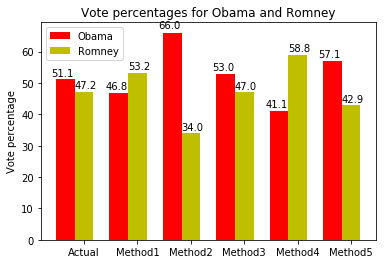 Vote percentages for Obama and Romney
Obama
Romney
Vote percentage
60
50
40
30
20
10
0
51.1
47.2
46.8
53.2
66.0
34.0
53.0
47.0
41.1
58.8
57.1
42.9
Actual
Method1
Method2
Method3
Method4
Method5